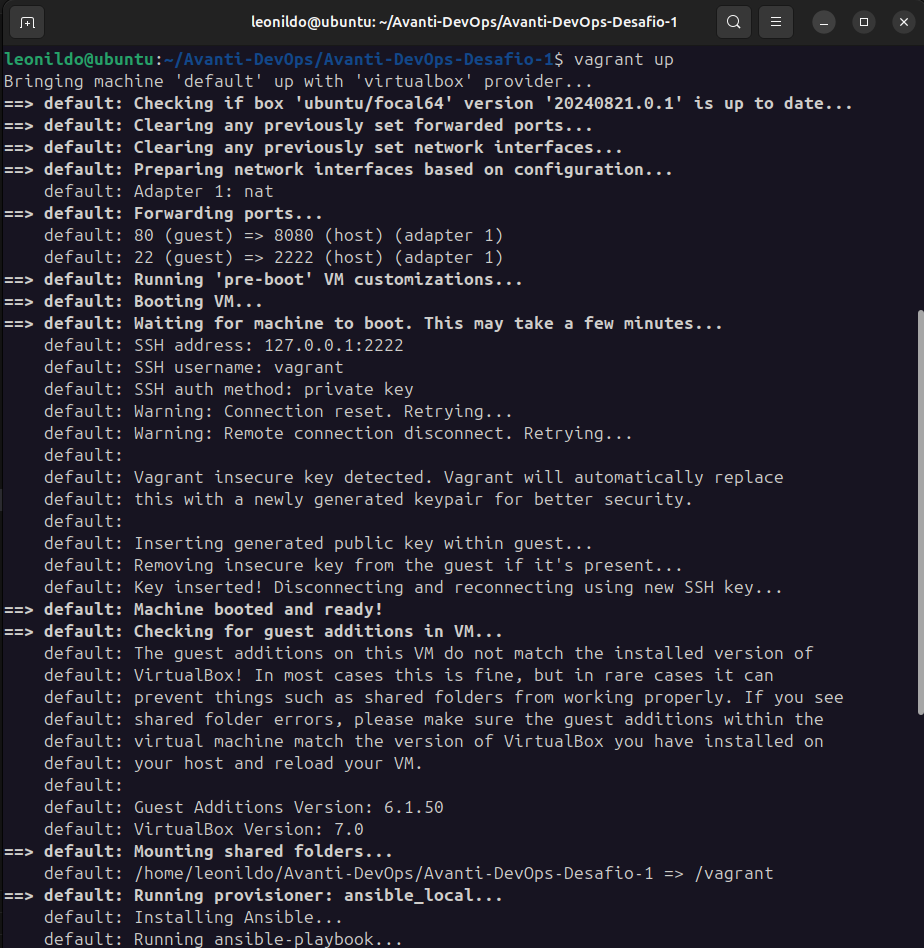 leonildo@ubuntu: ~/Avanti-DevOps/Avanti-DevOps-Desafio-1
leonildo@ubuntu:~/Avanti-DevOps/Avanti-DevOps-Desafio-1$ vagrant up
Bringing machine 'default' up with 'virtualbox' provider...
==> default: Checking if box 'ubuntu/focal64' version '20240821.0.1' is up to date...
==> default: Clearing any previously set forwarded ports...
==> default: Clearing any previously set network interfaces...
==> default: Preparing network interfaces based on configuration...
    default: Adapter 1: nat
==> default: Forwarding ports...
    default: 80 (guest) => 8080 (host) (adapter 1)
    default: 22 (guest) => 2222 (host) (adapter 1)
==> default: Running 'pre-boot' VM customizations...
==> default: Booting VM...
==> default: Waiting for machine to boot. This may take a few minutes...
    default: SSH address: 127.0.0.1:2222
    default: SSH username: vagrant
    default: SSH auth method: private key
    default: Warning: Connection reset. Retrying...
    default: Warning: Remote connection disconnect. Retrying...
    default:
    default: Vagrant insecure key detected. Vagrant will automatically replace
    default: this with a newly generated keypair for better security.
    default:
    default: Inserting generated public key within guest...
    default: Removing insecure key from the guest if it's present...
    default: Key inserted! Disconnecting and reconnecting using new SSH key...
==> default: Machine booted and ready!
==> default: Checking for guest additions in VM...
    default: The guest additions on this VM do not match the installed version of
    default: VirtualBox! In most cases this is fine, but in rare cases it can
    default: prevent things such as shared folders from working properly. If you see
    default: shared folder errors, please make sure the guest additions within the
    default: virtual machine match the version of VirtualBox you have installed on
    default: your host and reload your VM.
    default:
    default: Guest Additions Version: 6.1.50
    default: VirtualBox Version: 7.0
==> default: Mounting shared folders...
    default: /home/leonildo/Avanti-DevOps/Avanti-DevOps-Desafio-1 => /vagrant
==> default: Running provisioner: ansible_local...
    default: Installing Ansible...
    default: Running ansible-playbook...